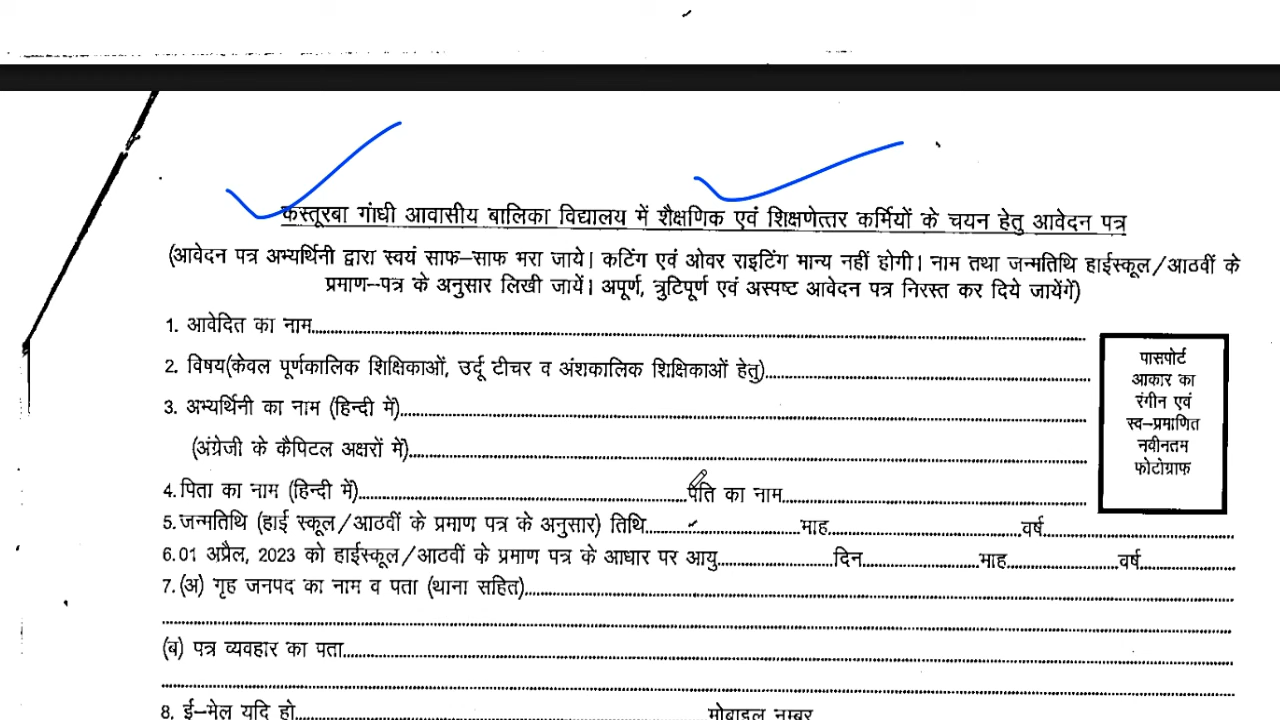 कस्तूरबा गांधी आवासीय बालिका विद्यालय में शैक्षणिक एवं शिक्षणेत्तर कर्मियों के चयन हेतु आवेदन पत्र
(आवेदन पत्र अभ्यर्थिनी द्वारा स्वयं साफ–साफ भरा जाये। कटिंग एवं ओवर राइटिंग मान्य नहीं होगी। नाम तथा जन्मतिथि हाईस्कूल/आठवीं के
प्रमाण–पत्र के अनुसार लिखी जायें। अपूर्ण, त्रुटिपूर्ण एवं अस्पष्ट आवेदन पत्र निरस्त कर दिये जायेंगें)
1. आवेदित का नाम..........
2. विषय(केवल पूर्णकालिक शिक्षिकाओं, उर्दू टीचर व अंशकालिक शिक्षिकाओं हेतु)..........
3. अभ्यर्थिनी का नाम (हिन्दी में)..........
(अंग्रेजी के कैपिटल अक्षरों में)..........
पासपोर्ट
आकार का
रंगीन एवं
स्व–प्रमाणित
नवीनतम
फोटोग्राफ
4. पिता का नाम (हिन्दी में)..........पति का नाम..........
5. जन्मतिथि (हाई स्कूल/आठवीं के प्रमाण पत्र के अनुसार) तिथि..........माह..........वर्ष..........
6. 01 अप्रैल, 2023 को हाईस्कूल/आठवीं के प्रमाण पत्र के आधार पर आयु..........दिन..........माह..........वर्ष..........
7. (अ) गृह जनपद का नाम व पता (थाना सहित)..........
(ब) पत्र व्यवहार का पता..........
8. ई–मेल यदि हो..........मोबाइल नम्बर